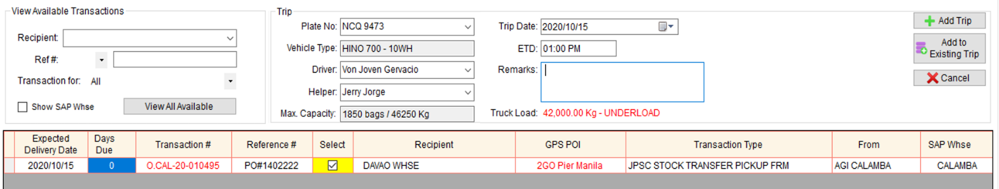 View Available Transactions
Recipient:
Ref #:
Transaction for: All
Show SAP Whse
View All Available
Trip
Plate No: NCQ 9473
Vehicle Type: HINO 700 - 10WH
Driver: Von Joven Gervacio
Helper: Jerry Jorge
Max. Capacity: 1850 bags / 46250 Kg
Trip Date: 2020/10/15
ETD: 01:00 PM
Remarks:
Truck Load: 42,000.00 Kg - UNDERLOAD
Add Trip
Add to
Existing Trip
Cancel
Expected
Delivery Date
Days
Due
Transaction #
Reference #
Select
Recipient
GPS POI
Transaction Type
From
SAP Whse
2020/10/15
0
O.CAL-20-010495
PO#1402222
DAVAO WHSE
2GO Pier Manila
JPSC STOCK TRANSFER PICKUP FRM
AGI CALAMBA
CALAMBA